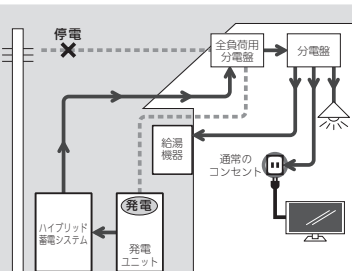 停電
全負荷用
分電盤
分電盤
給湯
機器
通常の
コンセント
発電
ハイブリッド
蓄電システム
発電
ユニット